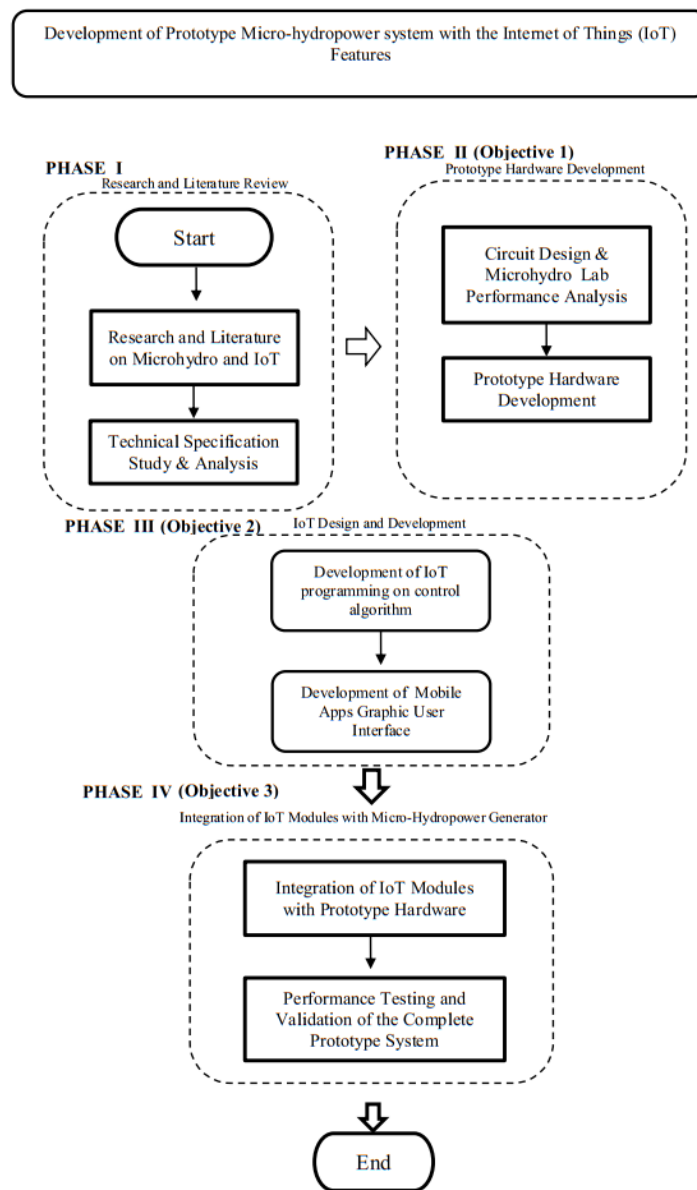 Development of Prototype Micro-hydropower system with the Internet of Things (IoT)
Features
PHASE I
Research and Literature Review
Start
Research and Literature
on Microhydro and IoT
Technical Specification
Study & Analysis
PHASE II (Objective 1)
Prototype Hardware Development
Circuit Design &
Microhydro Lab
Performance Analysis
Prototype Hardware
Development
PHASE III (Objective 2)
IoT Design and Development
Development of IoT
programming on control
algorithm
Development of Mobile
Apps Graphic User
Interface
PHASE IV (Objective 3)
Integration of IoT Modules with Micro-Hydropower Generator
Integration of IoT Modules
with Prototype Hardware
Performance Testing and
Validation of the Complete
Prototype System
End